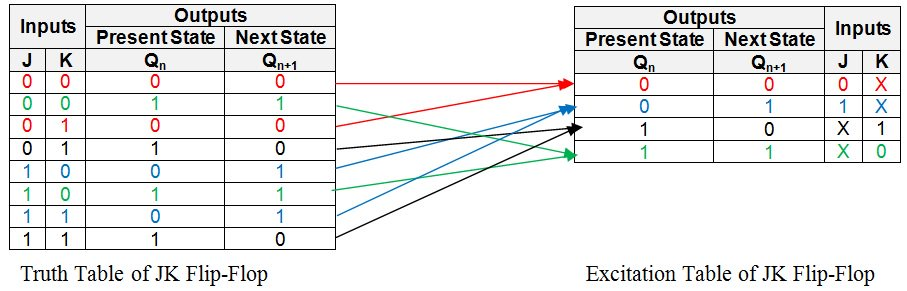 Inputs Outputs
Present State Next State
J K Qn Qn+1
0 0 0 0
0 0 1 1
0 1 0 0
0 1 1 0
1 0 0 1
1 0 1 1
1 1 0 1
1 1 1 0
Truth Table of JK Flip-Flop
Outputs Inputs
Present State Next State
Qn Qn+1 J K
0 0 0 X
0 1 1 X
1 0 X 1
1 1 X 0
Excitation Table of JK Flip-Flop